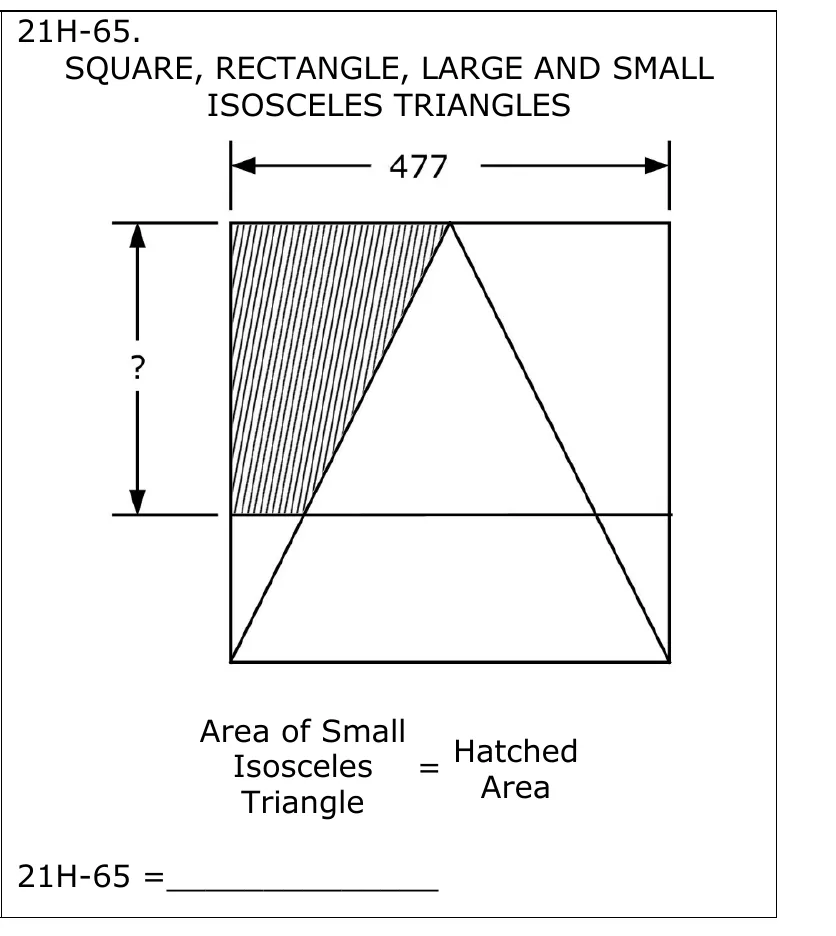 21H-65.
SQUARE, RECTANGLE, LARGE AND SMALL
ISOSCELES TRIANGLES
477
?
Area of Small
Isosceles
Triangle
=
Hatched
Area
21H-65 =________________